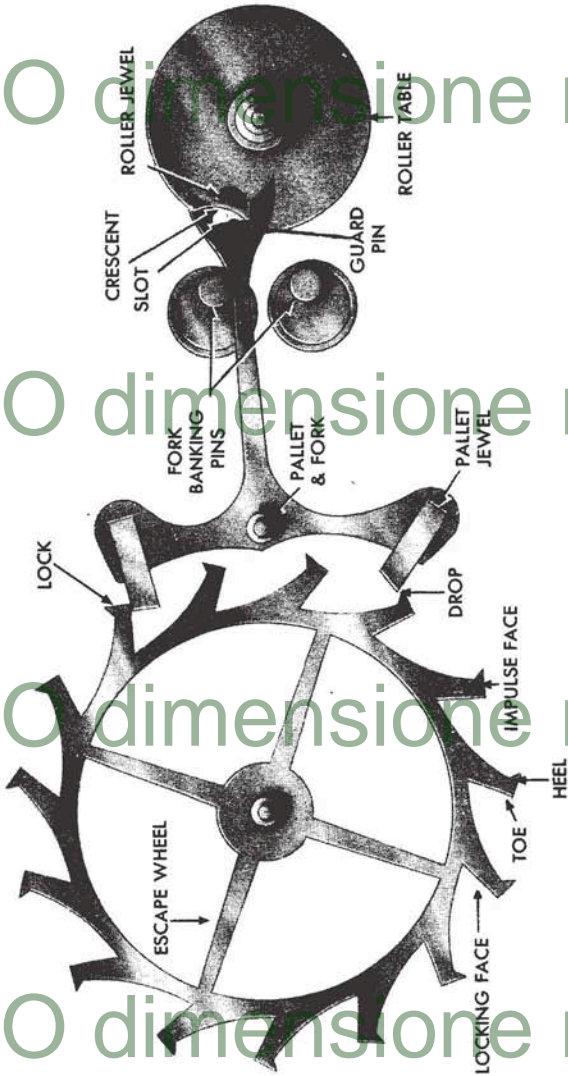 O dimensione n
ROLLER JEWEL
ROLLER TABLE
CRESCENT
SLOT
GUARD
PIN
O dimensione n
FORK
BANKING
PINS
PALLET
& FORK
PALLET
JEWEL
LOCK
DROP
IMPULSE FACE
O dimensione n
HEEL
TOE
ESCAPE WHEEL
LOCKING FACE
O dimensione n